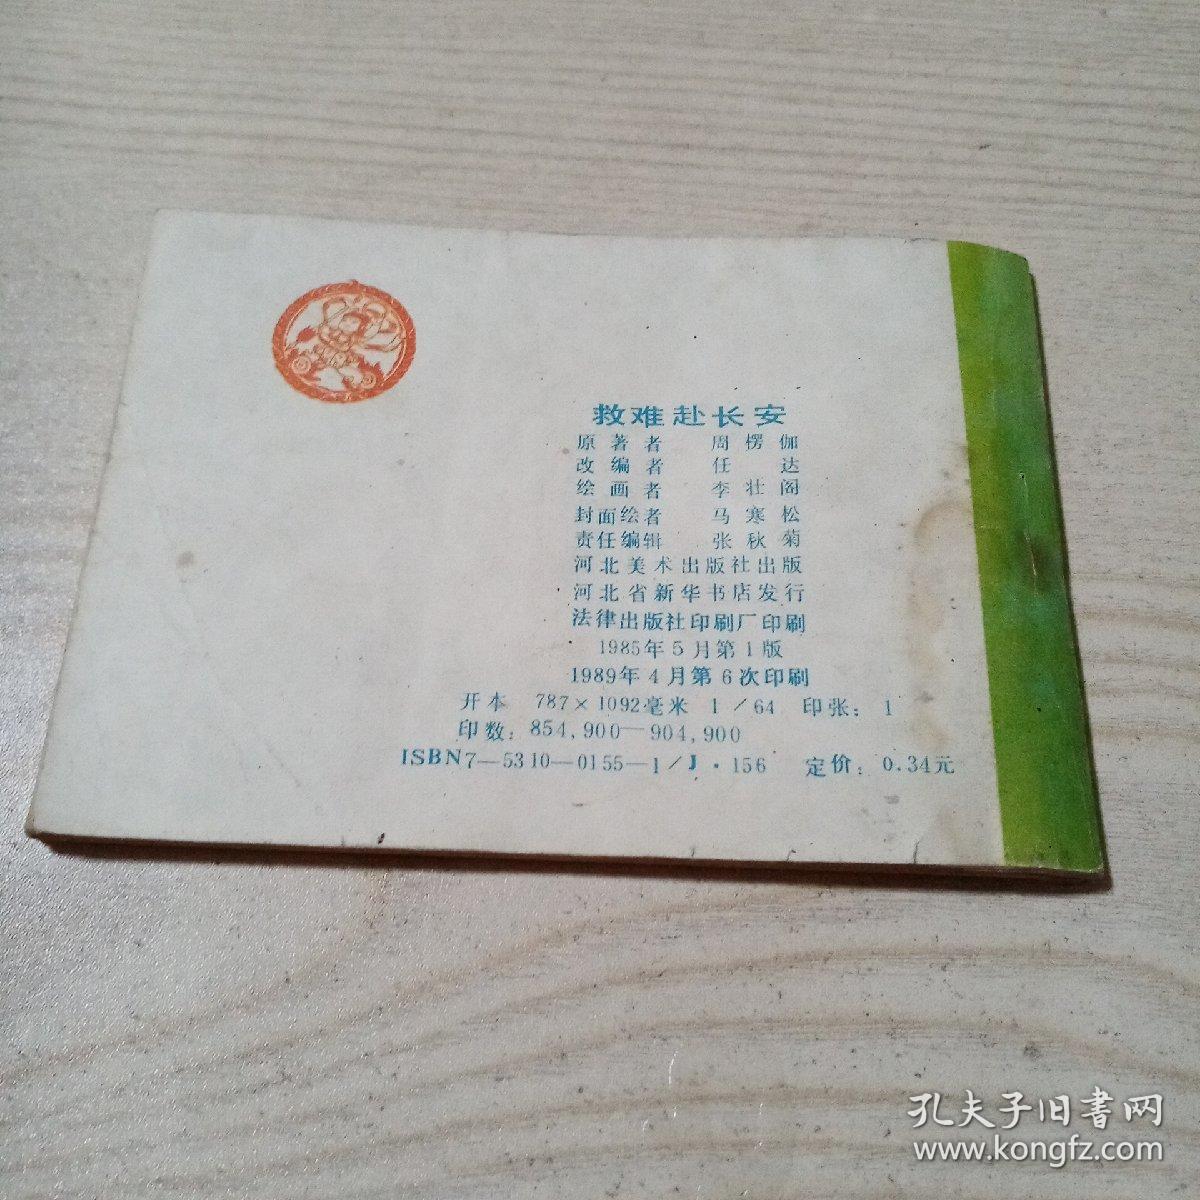 救难赴长安
原著者 周楞伽
改编者 任达
绘画者 李壮阁
封面绘者 马寒松
责任编辑 张秋菊
河北美术出版社出版
河北省新华书店发行
法律出版社印刷厂印刷
1985年5月第1版
1989年4月第6次印刷
开本 787×1092毫米 1/64 印张：1
印数：854,900—904,900
ISBN7—5310—0155—1/J·156 定价：0.34元
孔夫子旧书网
www.kongfz.com